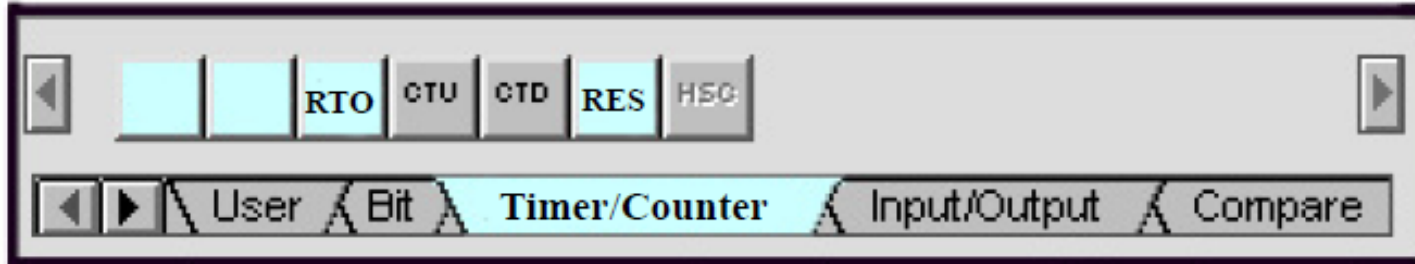 RTO CTU CTD RES HSC
User Bit Timer/Counter Input/Output Compare